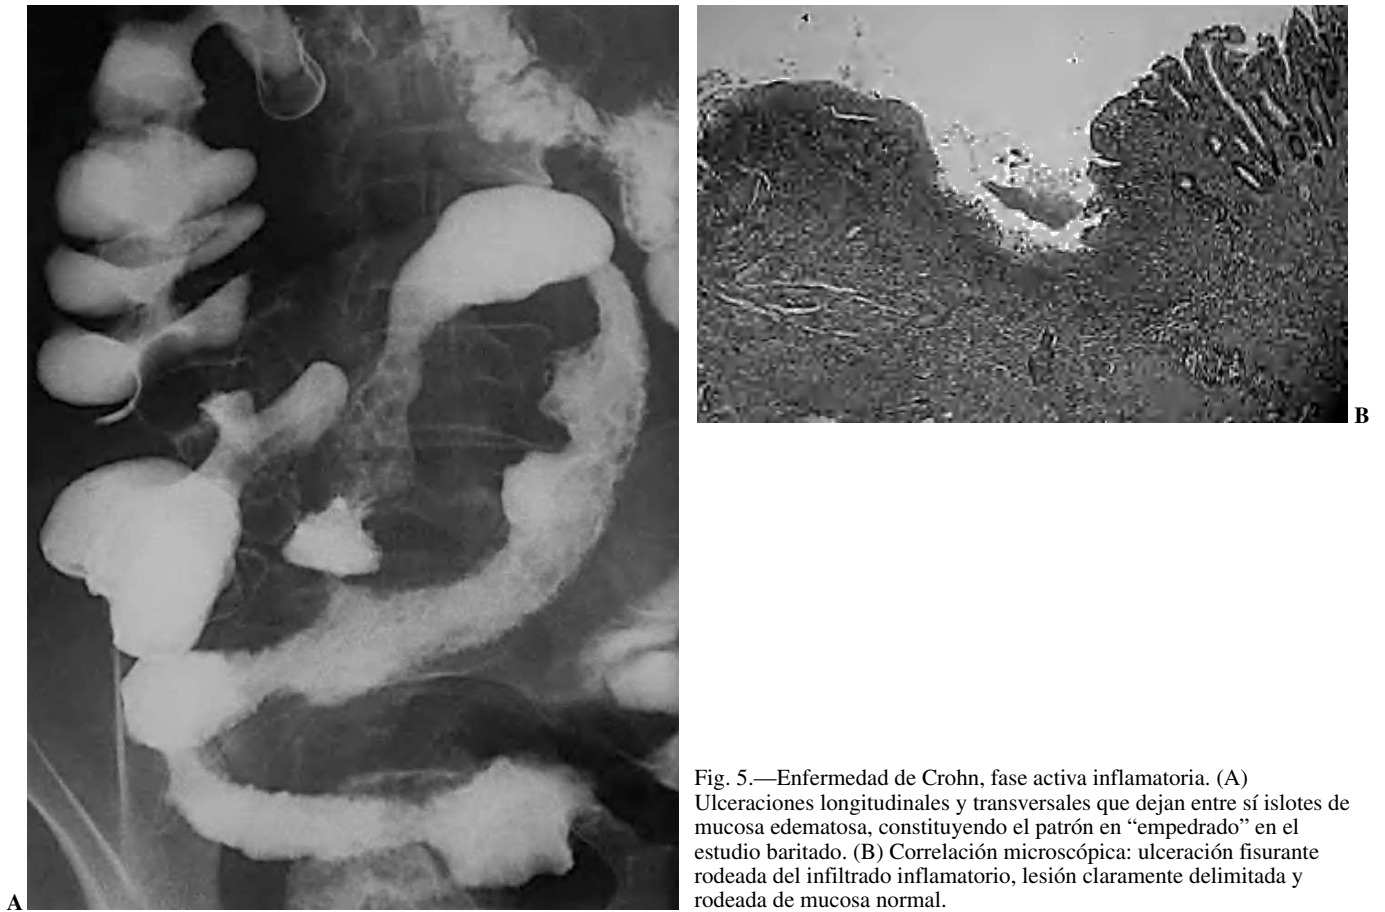 B
Fig. 5.—Enfermedad de Crohn, fase activa inflamatoria. (A)
Ulceraciones longitudinales y transversales que dejan entre sí islotes de
mucosa edematosa, constituyendo el patrón en “empedrado” en el
estudio baritado. (B) Correlación microscópica: ulceración fisurante
rodeada del infiltrado inflamatorio, lesión claramente delimitada y
rodeada de mucosa normal.
A